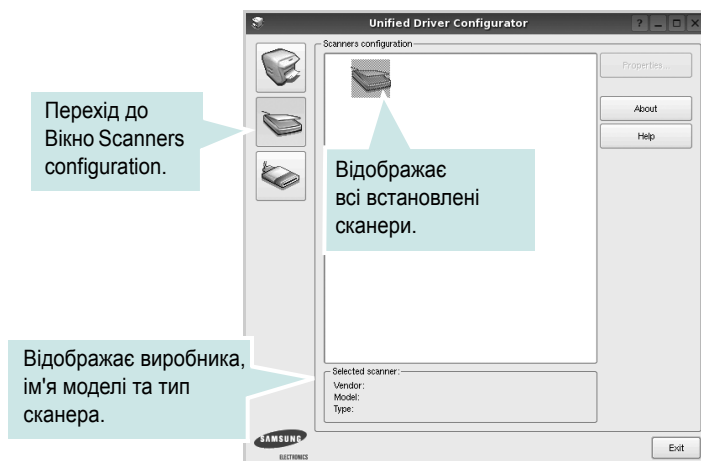 Unified Driver Configurator
Scanners configuration
Properties...
About
Help
Перехід до
Вікно Scanners
configuration.
Відображає
всі встановлені
сканери.
Відображає виробника,
ім'я моделі та тип
сканера.
Selected scanner:
Vendor:
Model:
Type:
SAMSUNG
ELECTRONICS
Exit